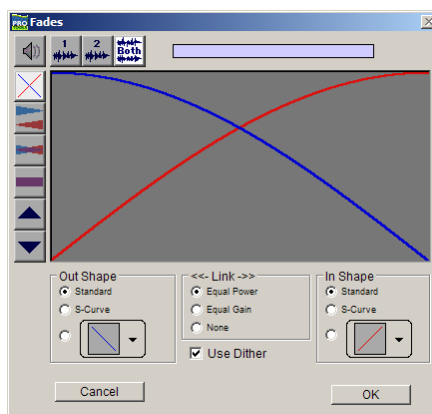 PRO Fades
1 2 Both
Out Shape
Standard
S-Curve
<<- Link ->>
Equal Power
Equal Gain
None
Use Dither
In Shape
Standard
S-Curve
Cancel
OK